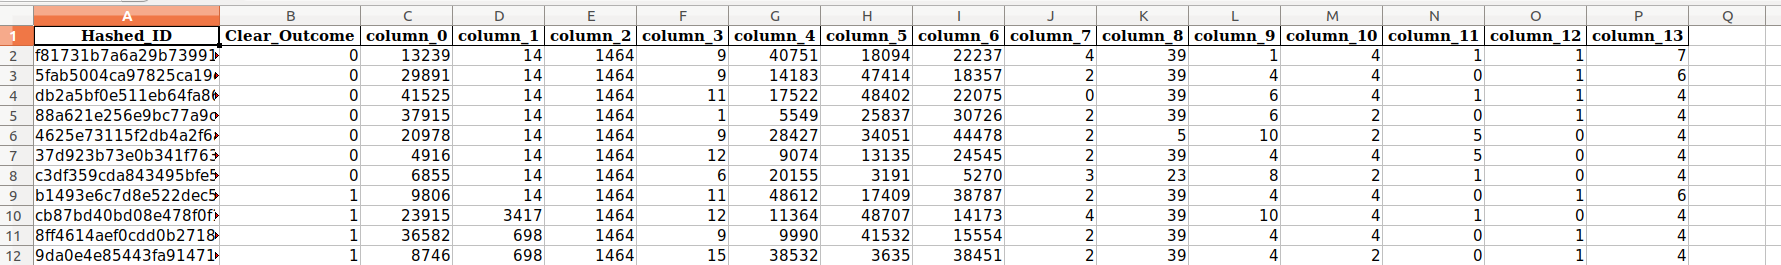 A B C D E F G H I J K L M N O P Q
1 Hashed_ID Clear_Outcome column_0 column_1 column_2 column_3 column_4 column_5 column_6 column_7 column_8 column_9 column_10 column_11 column_12 column_13
2 f81731b7a6a29b73991 0 13239 14 1464 9 40751 18094 22237 4 39 1 4 1 1 7
3 5fab5004ca97825ca19 0 29891 14 1464 9 14183 47414 18357 2 39 4 4 0 1 6
4 db2a5bf0e511eb64fa8 0 41525 14 1464 11 17522 48402 22075 0 39 6 4 1 1 4
5 88a621e256e9bc77a9c 0 37915 14 1464 1 5549 25837 30726 2 39 6 2 0 1 4
6 4625e73115f2db4a2f6 0 20978 14 1464 9 28427 34051 44478 2 5 10 2 5 0 4
7 37d923b73e0b341f763 0 4916 14 1464 12 9074 13135 24545 2 39 4 4 5 0 4
8 c3df359cda843495bfe5 0 6855 14 1464 6 20155 3191 5270 3 23 8 2 1 0 4
9 b1493e6c7d8e522dec5 1 9806 14 1464 11 48612 17409 38787 2 39 4 4 0 1 6
10 cb87bd40bd08e478f0f 1 23915 3417 1464 12 11364 48707 14173 4 39 10 4 1 0 4
11 8ff4614aef0cdd0b2718 1 36582 698 1464 9 9990 41532 15554 2 39 4 4 0 1 4
12 9da0e4e85443fa91471 1 8746 698 1464 15 38532 3635 38451 2 39 4 2 0 1 4